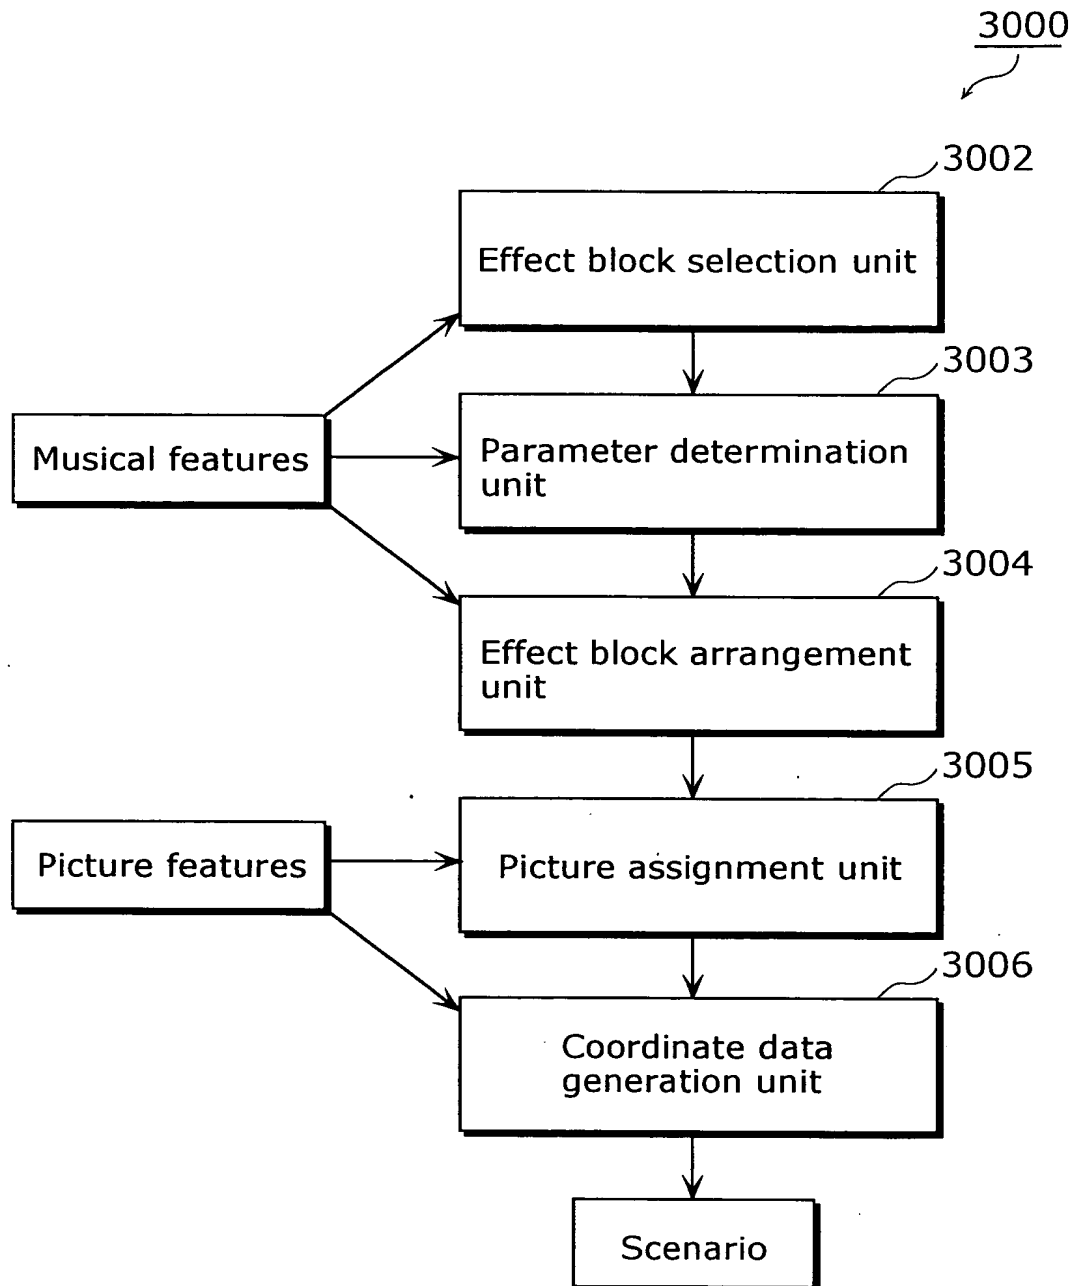 3000
3002
Effect block selection unit
3003
Musical features
Parameter determination
unit
3004
Effect block arrangement
unit
3005
Picture features
Picture assignment unit
3006
Coordinate data
generation unit
Scenario